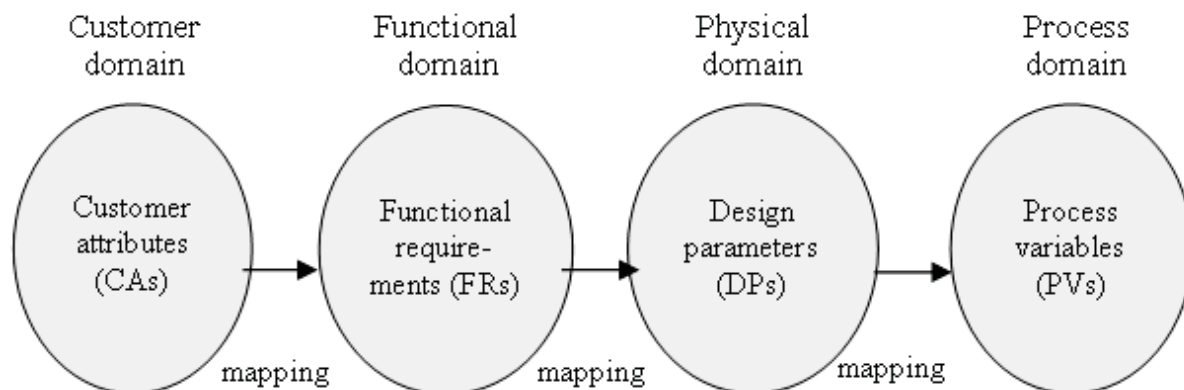 Customer
domain
Functional
domain
Physical
domain
Process
domain
Customer
attributes
(CAs)
Functional
require-
ments (FRs)
Design
parameters
(DPs)
Process
variables
(PVs)
mapping
mapping
mapping